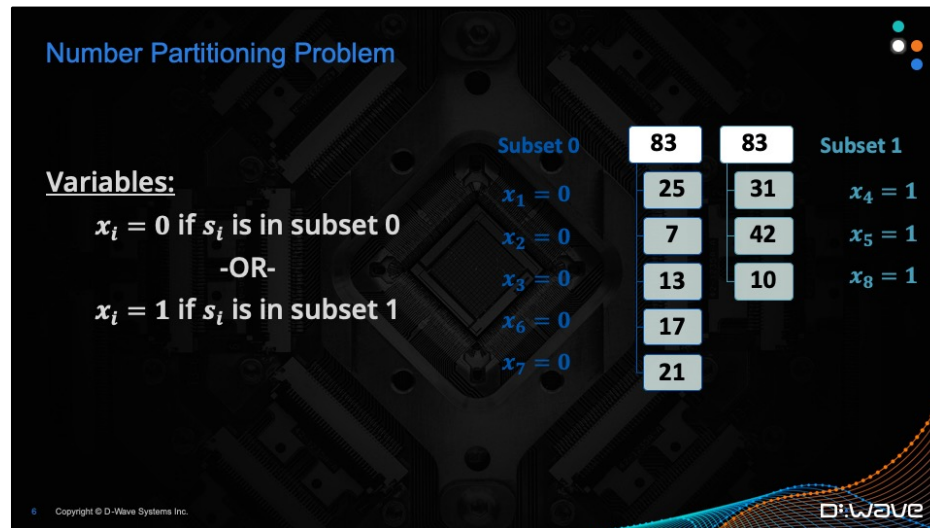 Number Partitioning Problem
Variables:
xᵢ = 0 if sᵢ is in subset 0
-OR-
xᵢ = 1 if sᵢ is in subset 1
Subset 0
x₁ = 0
x₂ = 0
x₃ = 0
x₆ = 0
x₇ = 0
83
25
7
13
17
21
83
31
42
10
Subset 1
x₄ = 1
x₅ = 1
x₈ = 1
6 Copyright © D-Wave Systems Inc.
D:wave